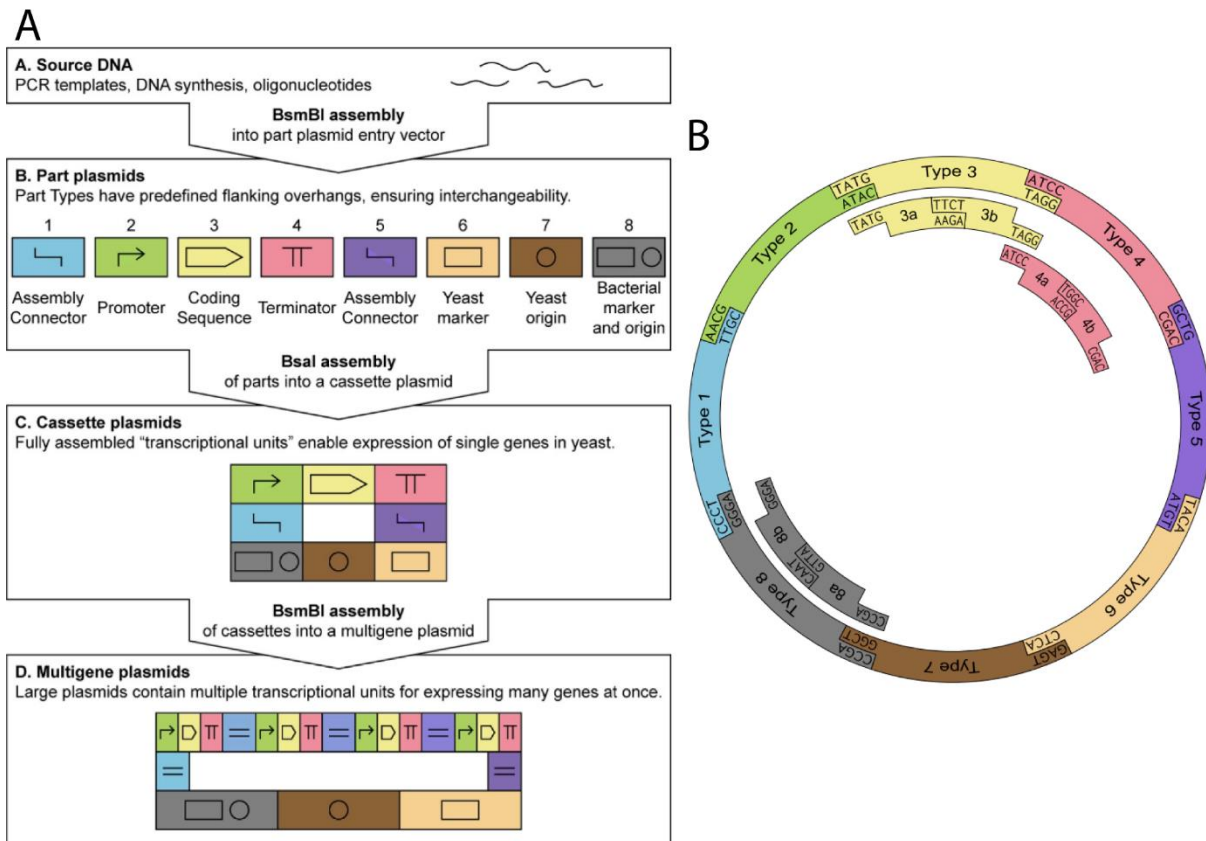 A
A. Source DNA
PCR templates, DNA synthesis, oligonucleotides
BsmBI assembly
into part plasmid entry vector
B. Part plasmids
Part Types have predefined flanking overhangs, ensuring interchangeability.
1 2 3 4 5 6 7 8
Assembly Connector
Promoter
Coding Sequence
Terminator
Assembly Connector
Yeast marker
Yeast origin
Bacterial marker and origin
BsaI assembly
of parts into a cassette plasmid
C. Cassette plasmids
Fully assembled “transcriptional units” enable expression of single genes in yeast.
BsmBI assembly
of cassettes into a multigene plasmid
D. Multigene plasmids
Large plasmids contain multiple transcriptional units for expressing many genes at once.
B
Type 1
AACG
TTGC
Type 2
TATG
ATAC
Type 3
ATCC
TAGG
Type 4
GCTG
CGAC
Type 5
TACA
ATGT
Type 6
GAGT
CTCA
Type 7
CCGA
GGCT
Type 8
CCCT
GGGA
TATG
3a
TTCT
AAGA
3b
TAGG
ATCC
4a
TGGC
ACCG
4b
CGAC
CCGA
8a
CAAT
GTTA
8b
GGGA